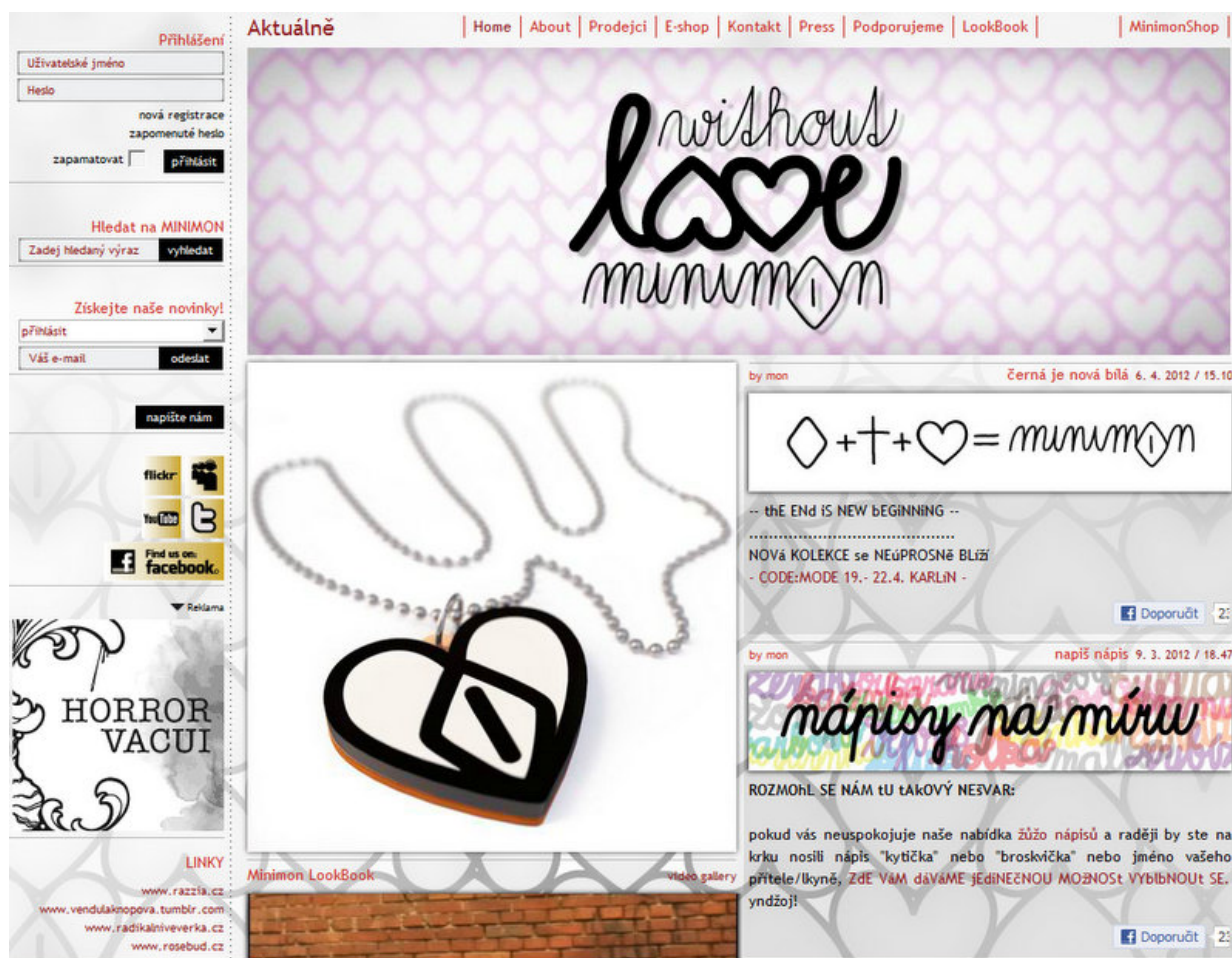 Přihlášení
Uživatelské jméno
Heslo
nová registrace
zapomenuté heslo
zapamatovat
přihlásit
Hledat na MINIMON
Zadej hledaný výraz vyhledat
Získejte naše novinky!
přihlásit
Váš e-mail odeslat
napište nám
flickr
YouTube
Find us on:
facebook
Reklama
HORROR
VACUI
LINKY
www.razzia.cz
www.vendulaknopova.tumblr.com
www.radikalniveverka.cz
www.rosebud.cz
Aktuálně
Home | About | Prodejci | E-shop | Kontakt | Press | Podporujeme | LookBook | MinimonShop
without
love
minimon
Minimon LookBook video gallery
by mon černá je nová bílá 6. 4. 2012 / 15.10
◇+†+♡= minimon
-- thE ENd iS NEW bEGiNNiNG --
..........................................
NOVá KOLEKCE se NEúPROSNě BLíží
- CODE:MODE 19.- 22.4. KARLíN -
Doporučit 23
by mon napiš nápis 9. 3. 2012 / 18.47
nápisy na míru
ROZMOhL SE NÁM tU tAkOVÝ NEšVAR:
pokud vás neuspokojuje naše nabídka žůžo nápisů a raději by ste na
krku nosili nápis "kytička" nebo "broskvička" nebo jméno vašeho
přítele/lkyně, ZdE VáM dáVáME jEdiNEčNOU MOžNOSt VYblbNOUt SE.
yndžoj!
Doporučit 23